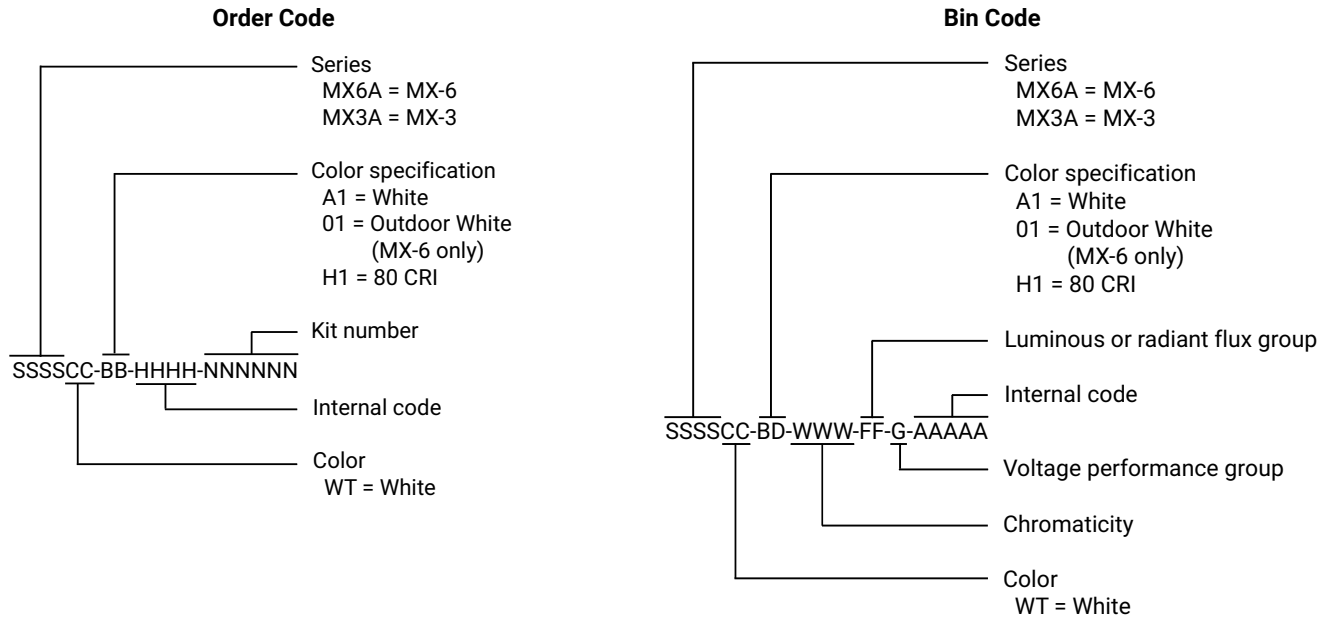 Order Code
Series
MX6A = MX-6
MX3A = MX-3
Color specification
A1 = White
01 = Outdoor White
(MX-6 only)
H1 = 80 CRI
Kit number
SSSSCC-BB-HHHH-NNNNNN
Internal code
Color
WT = White
Bin Code
Series
MX6A = MX-6
MX3A = MX-3
Color specification
A1 = White
01 = Outdoor White
(MX-6 only)
H1 = 80 CRI
Luminous or radiant flux group
Internal code
SSSSCC-BD-WWW-FF-G-AAAAA
Voltage performance group
Chromaticity
Color
WT = White